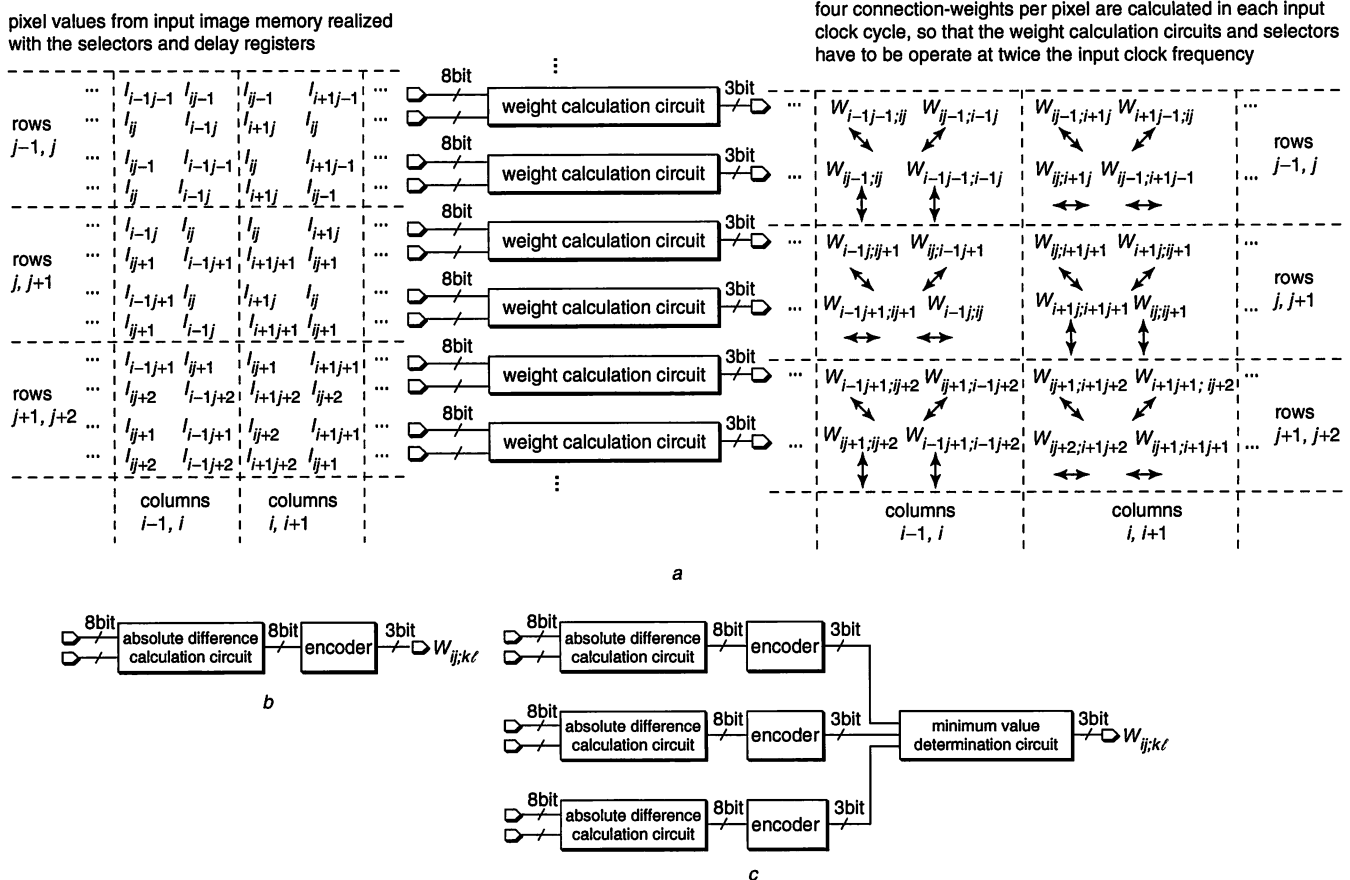 pixel values from input image memory realized
with the selectors and delay registers
four connection-weights per pixel are calculated in each input
clock cycle, so that the weight calculation circuits and selectors
have to be operate at twice the input clock frequency
rows
j–1, j
... I_{i–1j–1} I_{ij–1} I_{ij–1} I_{i+1j–1} ...
... I_{ij} I_{i–1j} I_{i+1j} I_{ij}
... I_{ij–1} I_{i–1j–1} I_{ij} I_{i+1j–1} ...
... I_{ij} I_{i–1j} I_{i+1j} I_{ij–1}
rows
j, j+1
... I_{i–1j} I_{ij} I_{ij} I_{i+1j} ...
... I_{ij+1} I_{i–1j+1} I_{i+1j+1} I_{ij+1}
... I_{i–1j+1} I_{ij} I_{i+1j} I_{ij} ...
... I_{ij+1} I_{i–1j} I_{i+1j+1} I_{ij+1}
rows
j+1, j+2
... I_{i–1j+1} I_{ij+1} I_{ij+1} I_{i+1j+1} ...
... I_{ij+2} I_{i–1j+2} I_{i+1j+2} I_{ij+2}
... I_{ij+1} I_{i–1j+1} I_{ij+2} I_{i+1j+1} ...
... I_{ij+2} I_{i–1j+2} I_{i+1j+2} I_{ij+1}
columns
i–1, i
columns
i, i+1
⋮
8bit weight calculation circuit 3bit
8bit weight calculation circuit 3bit
8bit weight calculation circuit 3bit
8bit weight calculation circuit 3bit
8bit weight calculation circuit 3bit
8bit weight calculation circuit 3bit
⋮
... W_{i–1j–1;ij} W_{ij–1;i–1j} W_{ij–1;i+1j} W_{i+1j–1;ij} ...
... W_{ij–1;ij} W_{i–1j–1;i–1j} W_{ij;i+1j} W_{ij–1;i+1j–1} ...
rows
j–1, j
... W_{i–1j;ij+1} W_{ij;i–1j+1} W_{ij;i+1j+1} W_{i+1j;ij+1} ...
... W_{i–1j+1;ij+1} W_{i–1j;ij} W_{i+1j;i+1j+1} W_{ij;ij+1} ...
rows
j, j+1
... W_{i–1j+1;ij+2} W_{ij+1;i–1j+2} W_{ij+1;i+1j+2} W_{i+1j+1; ij+2} ...
... W_{ij+1;ij+2} W_{i–1j+1;i–1j+2} W_{ij+2;i+1j+2} W_{ij+1;i+1j+1} ...
rows
j+1, j+2
columns
i–1, i
columns
i, i+1
a
8bit absolute difference
calculation circuit
8bit encoder 3bit W_{ij;kℓ}
b
8bit absolute difference
calculation circuit
8bit encoder 3bit
8bit absolute difference
calculation circuit
8bit encoder 3bit
minimum value
determination circuit
3bit W_{ij;kℓ}
8bit absolute difference
calculation circuit
8bit encoder 3bit
c